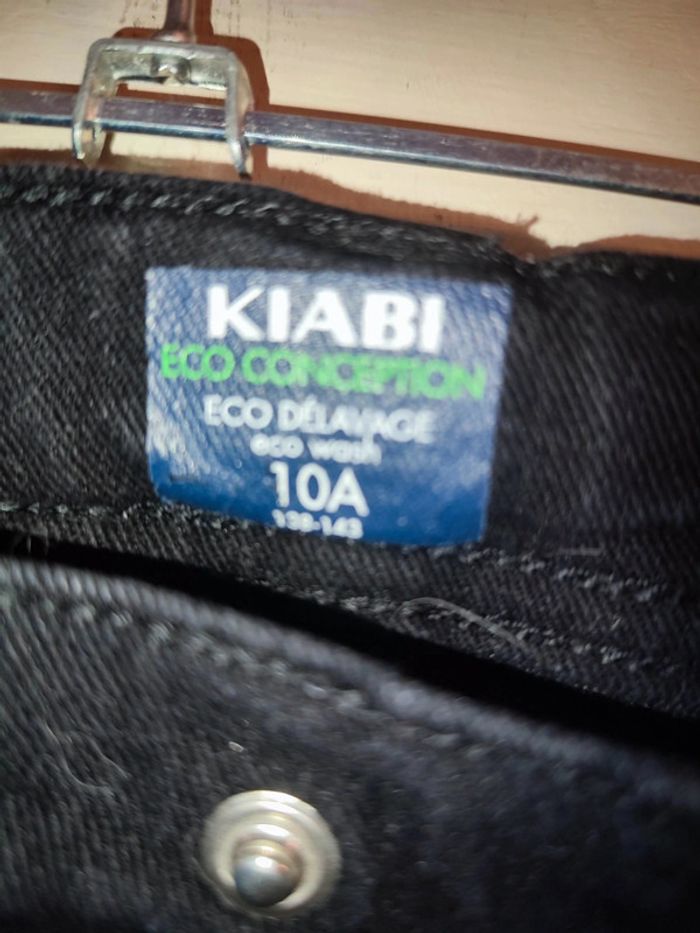 KIABI
ECO CONCEPTION
ECO DÉLAVAGE
eco wash
10A
138-143